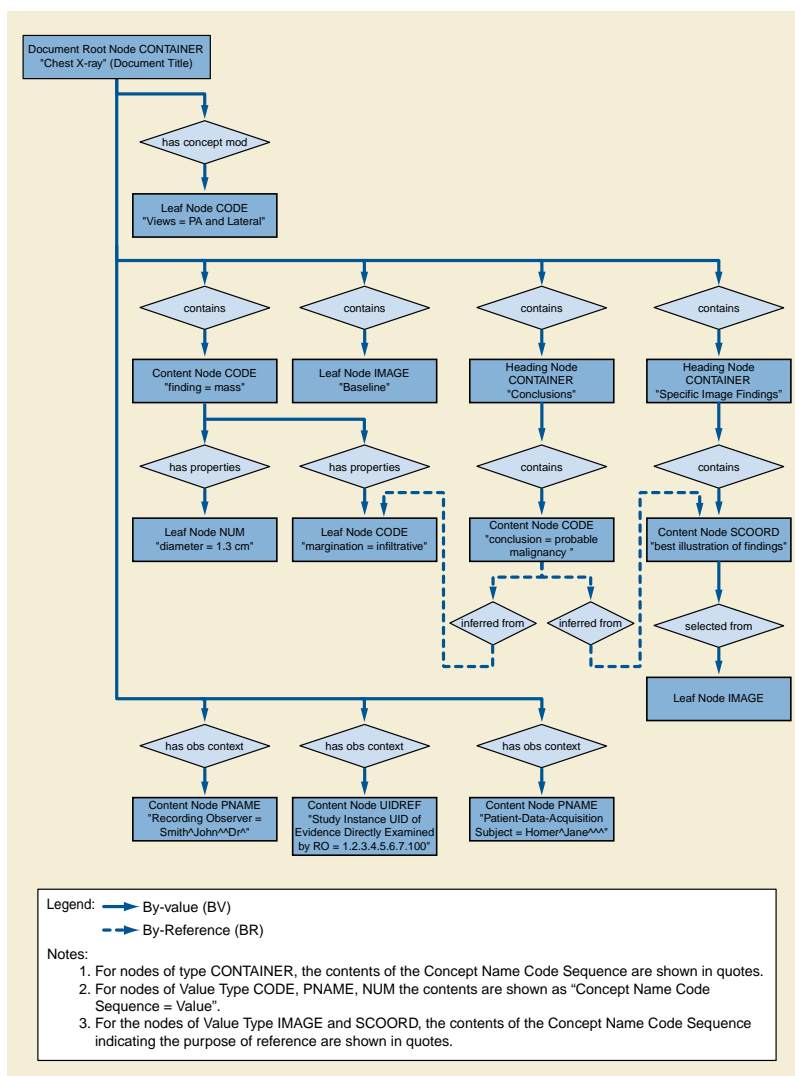 Document Root Node CONTAINER
"Chest X-ray" (Document Title)
has concept mod
Leaf Node CODE
"Views = PA and Lateral"
contains
contains
contains
contains
Content Node CODE
"finding = mass"
Leaf Node IMAGE
"Baseline"
Heading Node
CONTAINER
"Conclusions"
Heading Node
CONTAINER
"Specific Image Findings"
has properties
has properties
contains
contains
Leaf Node NUM
"diameter = 1.3 cm"
Leaf Node CODE
"margination = infiltrative"
Content Node CODE
"conclusion = probable
malignancy "
Content Node SCOORD
"best illustration of findings"
inferred from
inferred from
selected from
Leaf Node IMAGE
has obs context
has obs context
has obs context
Content Node PNAME
"Recording Observer =
Smith^John^^Dr^"
Content Node UIDREF
"Study Instance UID of
Evidence Directly Examined
by RO = 1.2.3.4.5.6.7.100"
Content Node PNAME
"Patient-Data-Acquisition
Subject = Homer^Jane^^^"
Legend: By-value (BV)
By-Reference (BR)
Notes:
1. For nodes of type CONTAINER, the contents of the Concept Name Code Sequence are shown in quotes.
2. For nodes of Value Type CODE, PNAME, NUM the contents are shown as “Concept Name Code
Sequence = Value”.
3. For the nodes of Value Type IMAGE and SCOORD, the contents of the Concept Name Code Sequence
indicating the purpose of reference are shown in quotes.